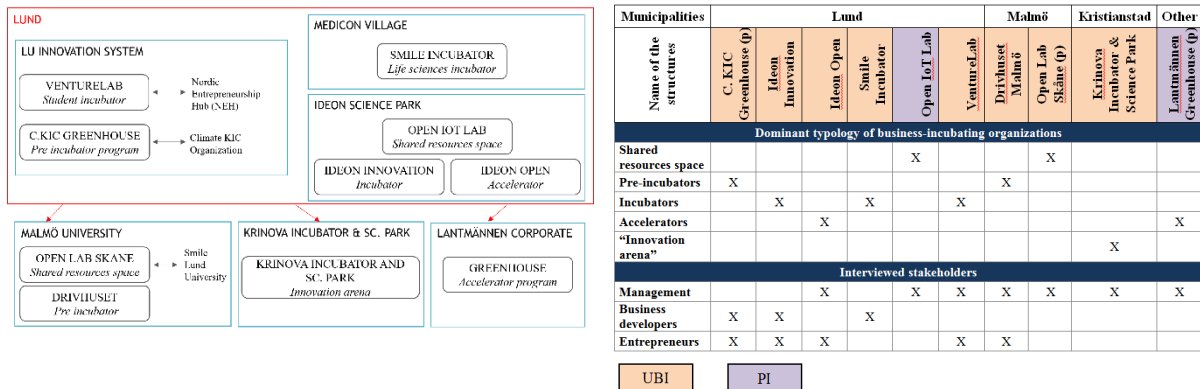 LUND
LU INNOVATION SYSTEM
VENTURELAB
Student incubator
Nordic
Entrepreneurship
Hub (NEH)
C.KIC GREENHOUSE
Pre incubator program
Climate KIC
Organization
MEDICON VILLAGE
SMILE INCUBATOR
Life sciences incubator
IDEON SCIENCE PARK
OPEN IOT LAB
Shared resources space
IDEON INNOVATION
Incubator
IDEON OPEN
Accelerator
MALMÖ UNIVERSITY
OPEN LAB SKANE
Shared resources space
Smile
Lund
University
DRIVHUSET
Pre incubator
KRINOVA INCUBATOR & SC. PARK
KRINOVA INCUBATOR AND
SC. PARK
Innovation arena
LANTMÄNNEN CORPORATE
GREENHOUSE
Accelerator program
Municipalities Lund Malmö Kristianstad Other
Name of the
structures
C. KIC
Greenhouse (p)
Ideon
Innovation
Ideon Open
Smile
Incubator
Open IoT Lab
VentureLab
Drivhuset
Malmö
Open Lab
Skåne (p)
Krinova
Incubator &
Science Park
Lantmännen
Greenhouse (p)
Dominant typology of business-incubating organizations
Shared
resources space X X
Pre-incubators X X
Incubators X X X
Accelerators X X
“Innovation
arena” X
Interviewed stakeholders
Management X X X X X X X
Business
developers X X X
Entrepreneurs X X X X X
UBI PI